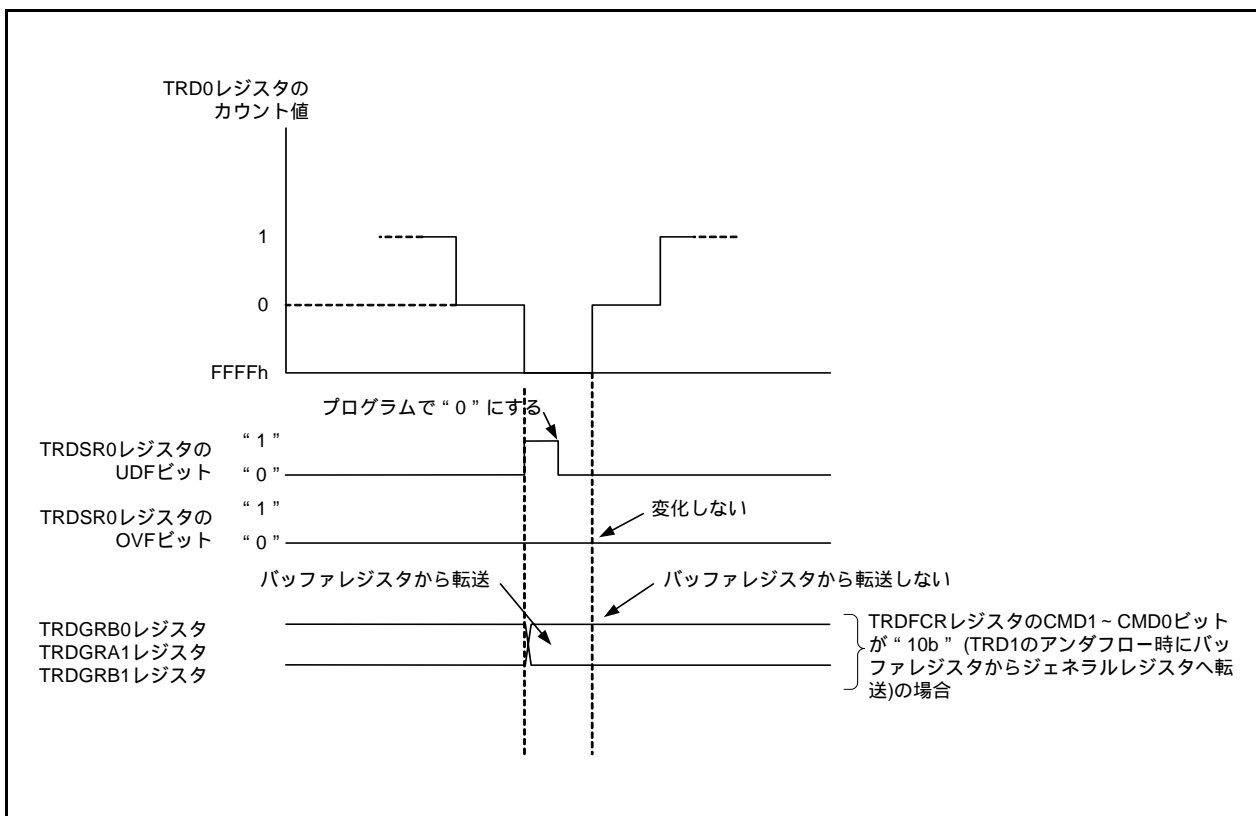 TRD0レジスタの
カウント値
1
0
FFFFh
プログラムで“0”にする
TRDSR0レジスタの
UDFビット
“1”
“0”
TRDSR0レジスタの
OVFビット
“1”
“0”
変化しない
バッファレジスタから転送
バッファレジスタから転送しない
TRDGRB0レジスタ
TRDGRA1レジスタ
TRDGRB1レジスタ
TRDFCRレジスタのCMD1~CMD0ビット
が“10b”(TRD1のアンダフロー時にバッ
ファレジスタからジェネラルレジスタへ転
送)の場合